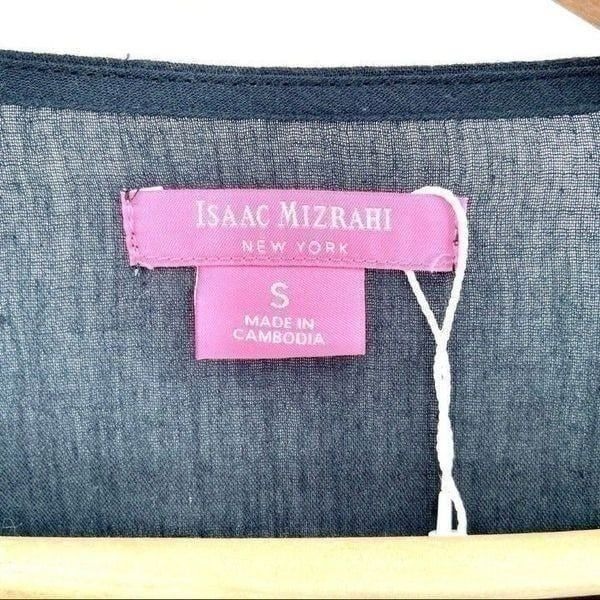 ISAAC MIZRAHI
NEW YORK
S
MADE IN
CAMBODIA